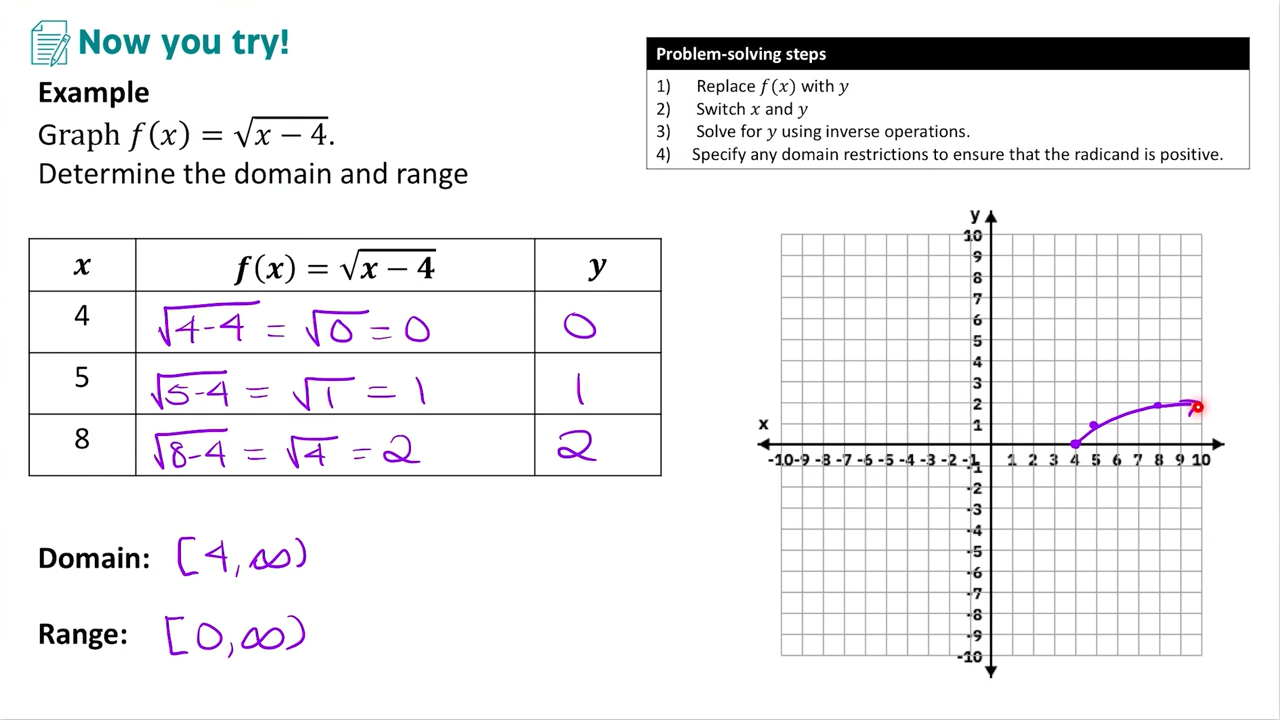 Now you try!
Example
Graph f(x) = √x − 4.
Determine the domain and range
Problem-solving steps
1) Replace f(x) with y
2) Switch x and y
3) Solve for y using inverse operations.
4) Specify any domain restrictions to ensure that the radicand is positive.
x f(x) = √x − 4 y
4 √4-4 = √0 = 0 0
5 √5-4 = √1 = 1 1
8 √8-4 = √4 = 2 2
Domain: [4, ∞)
Range: [0, ∞)
y
10
9
8
7
6
5
4
3
2
1
x
-10 -9 -8 -7 -6 -5 -4 -3 -2 -1 1 2 3 4 5 6 7 8 9 10
-1
-2
-3
-4
-5
-6
-7
-8
-9
-10